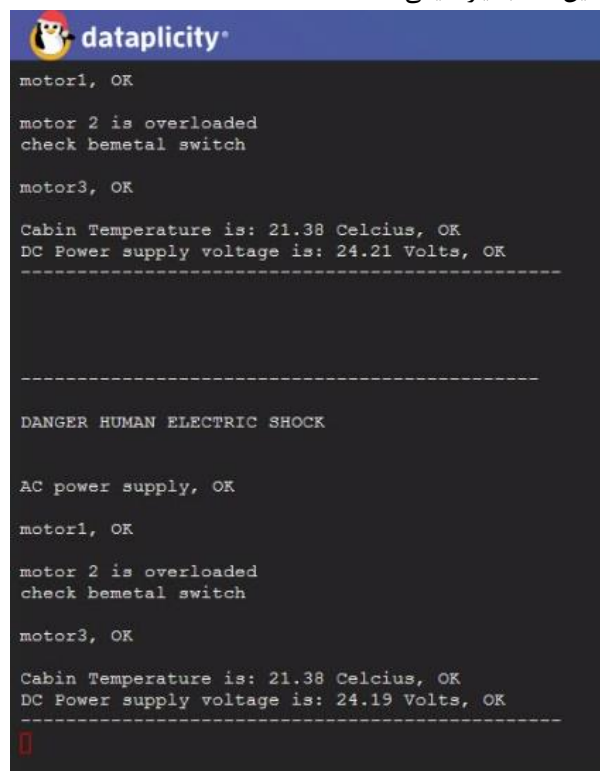 dataplicity
motor1, OK
motor 2 is overloaded
check bemetal switch
motor3, OK
Cabin Temperature is: 21.38 Celcius, OK
DC Power supply voltage is: 24.21 Volts, OK
-------------------------------------------------
-----------------------------------------------
DANGER HUMAN ELECTRIC SHOCK
AC power supply, OK
motor1, OK
motor 2 is overloaded
check bemetal switch
motor3, OK
Cabin Temperature is: 21.38 Celcius, OK
DC Power supply voltage is: 24.19 Volts, OK
-------------------------------------------------